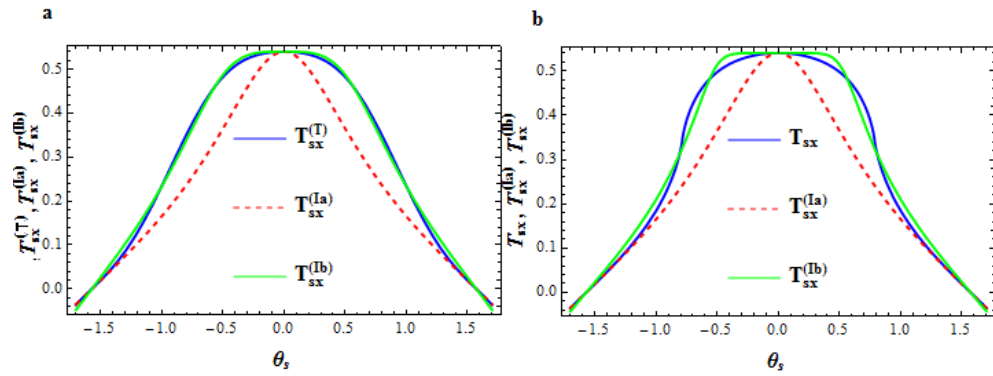 a
, T_sx^(T), T_sx^(Ia), T_sx^(Ib)
0.5
0.4
0.3
0.2
0.1
0.0
T_sx^(T)
T_sx^(Ia)
T_sx^(Ib)
−1.5 −1.0 −0.5 0.0 0.5 1.0 1.5
θ_s
b
T_sx, T_sx^(Ia), T_sx^(Ib)
0.5
0.4
0.3
0.2
0.1
0.0
T_sx
T_sx^(Ia)
T_sx^(Ib)
−1.5 −1.0 −0.5 0.0 0.5 1.0 1.5
θ_s